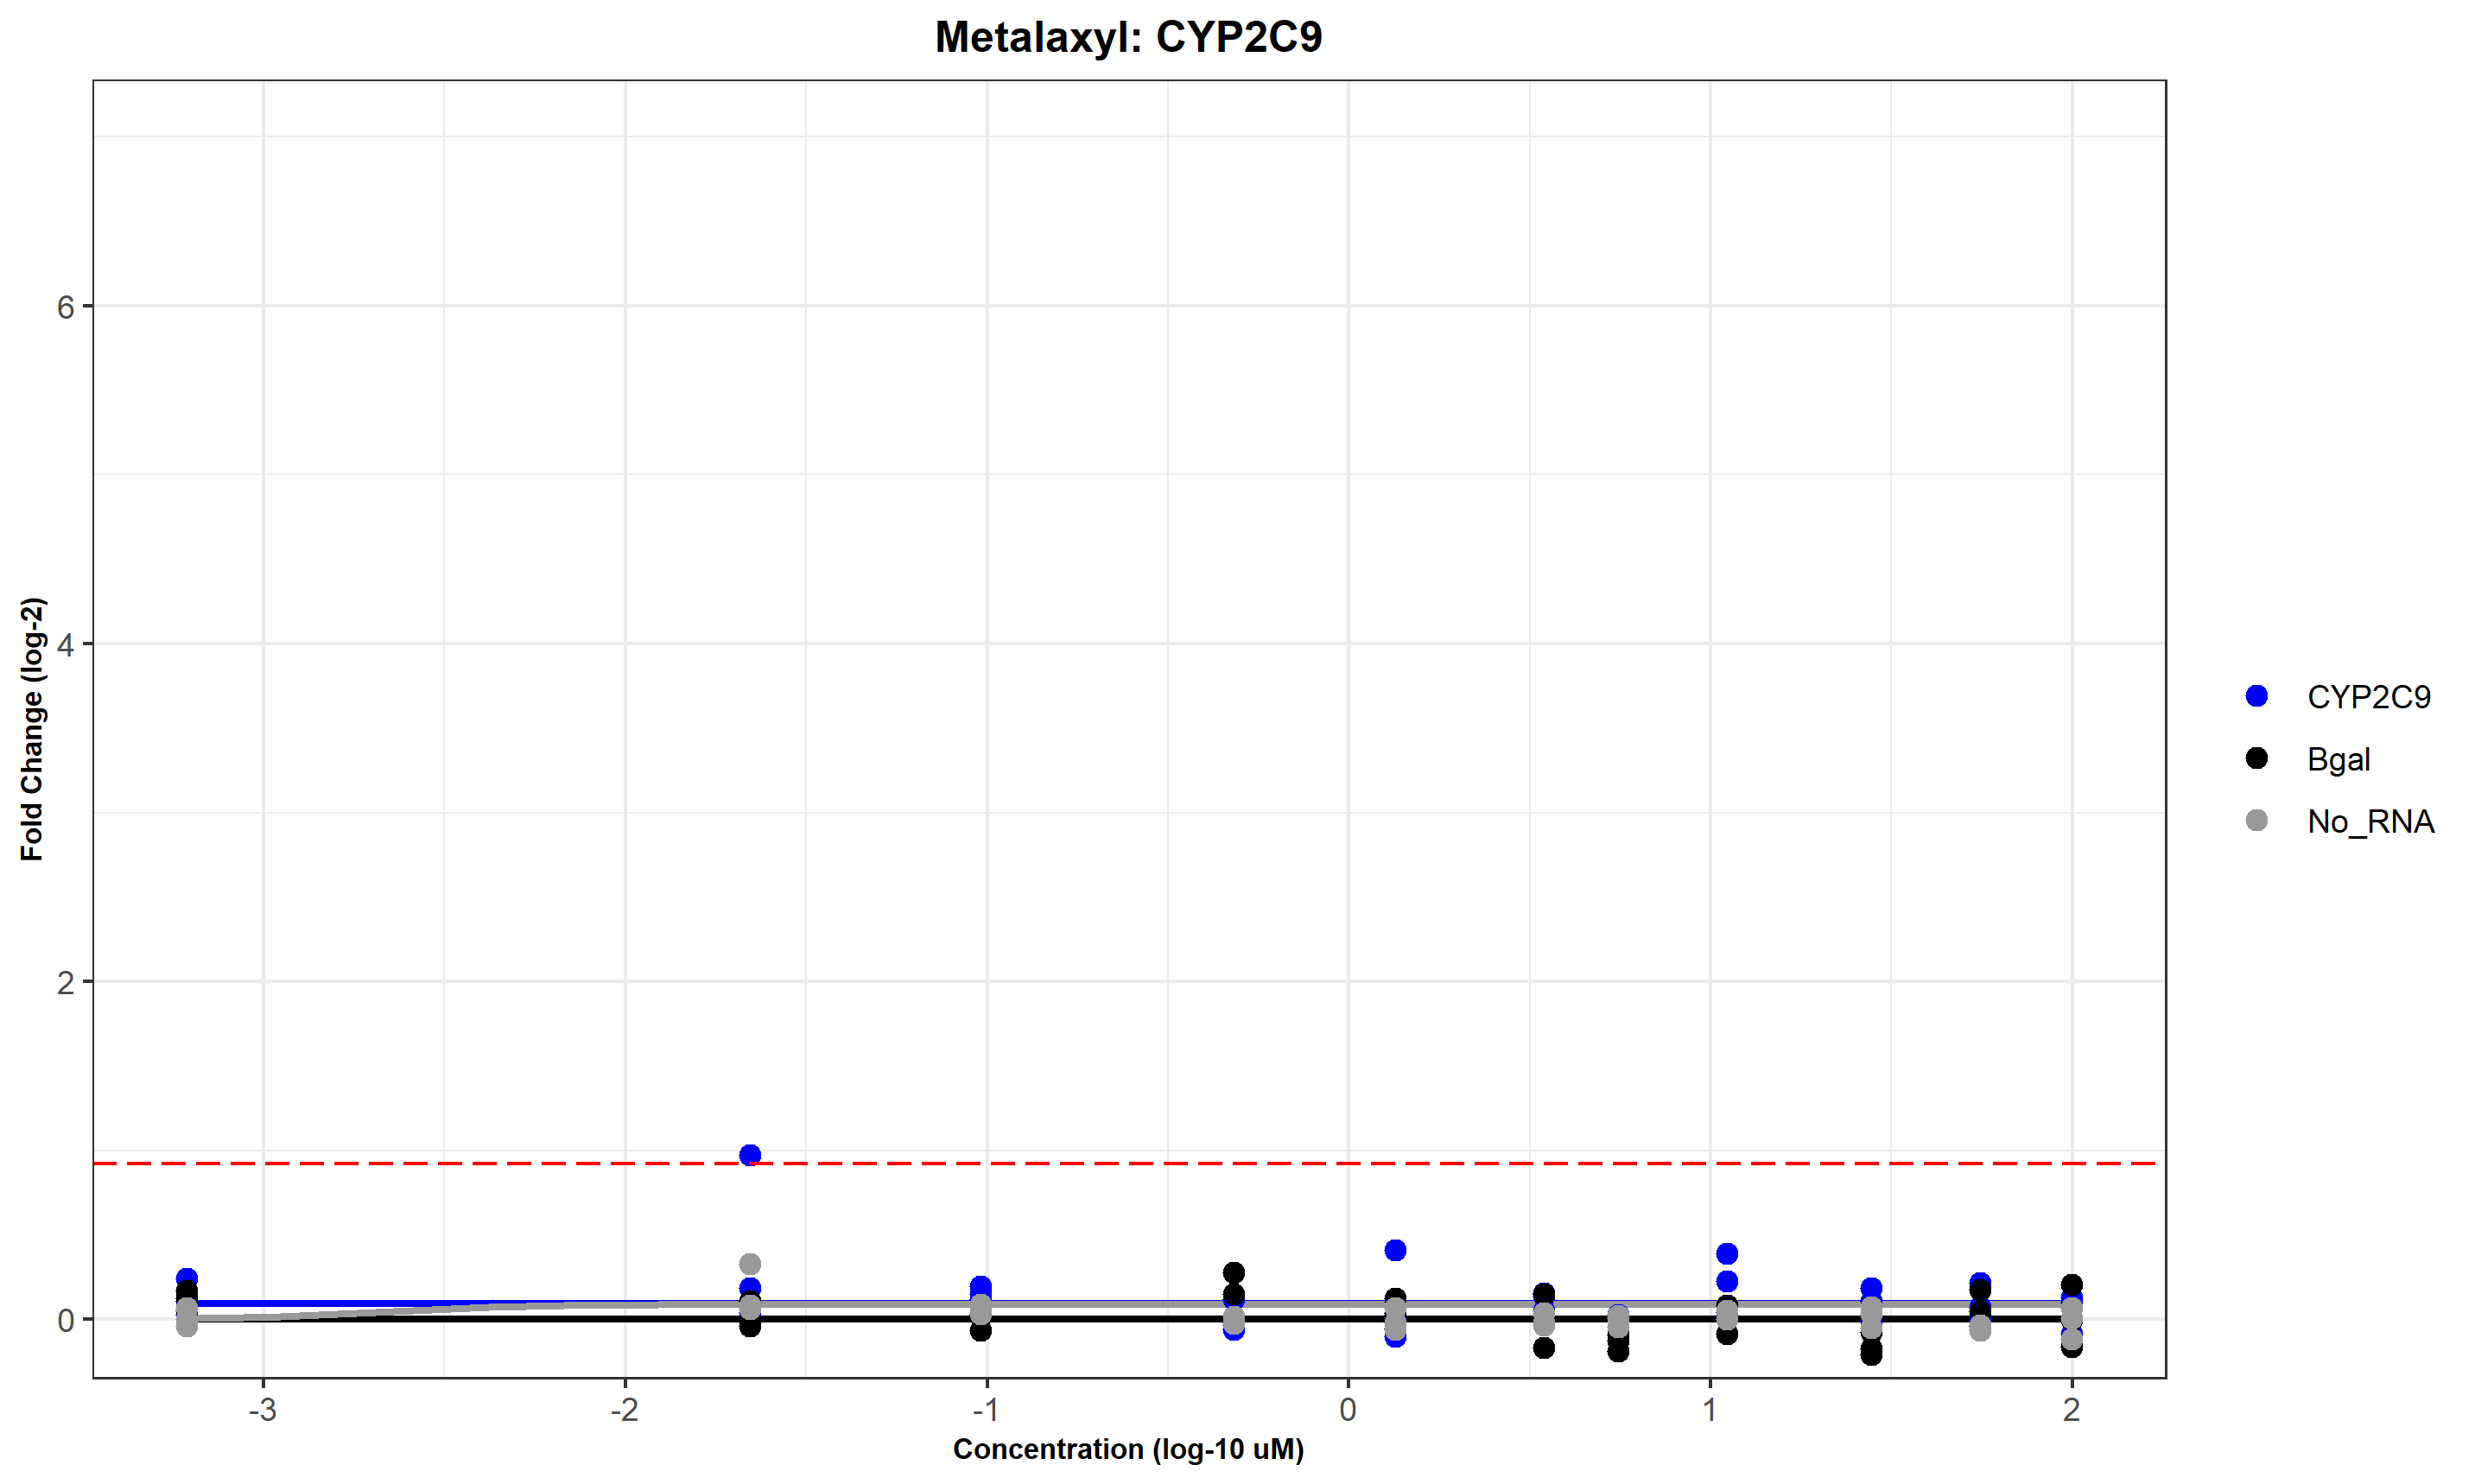 Metalaxyl: CYP2C9
Fold Change (log-2)
6
4
2
0
-3
-2
-1
0
1
2
Concentration (log-10 uM)
CYP2C9
Bgal
No_RNA